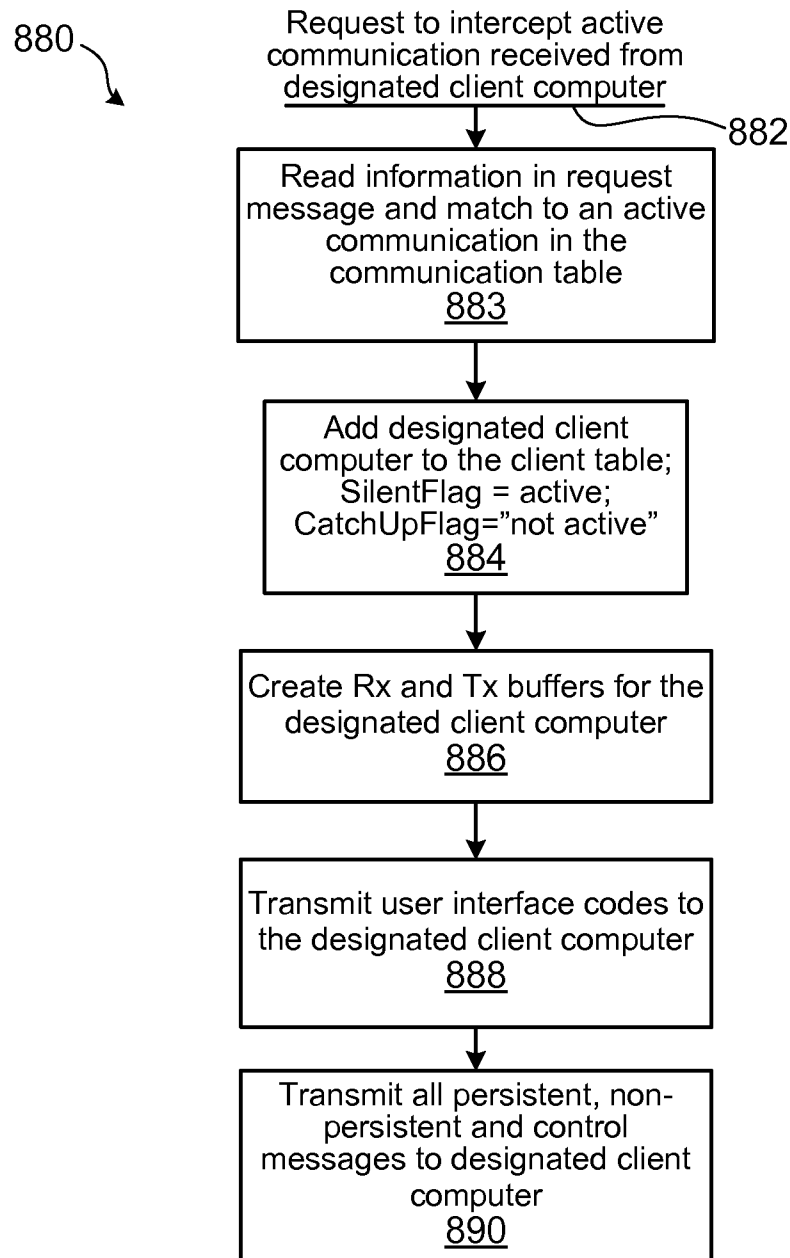 880
Request to intercept active
communication received from
designated client computer
882
Read information in request
message and match to an active
communication in the
communication table
883
Add designated client
computer to the client table;
SilentFlag = active;
CatchUpFlag=”not active”
884
Create Rx and Tx buffers for the
designated client computer
886
Transmit user interface codes to
the designated client computer
888
Transmit all persistent, non-
persistent and control
messages to designated client
computer
890